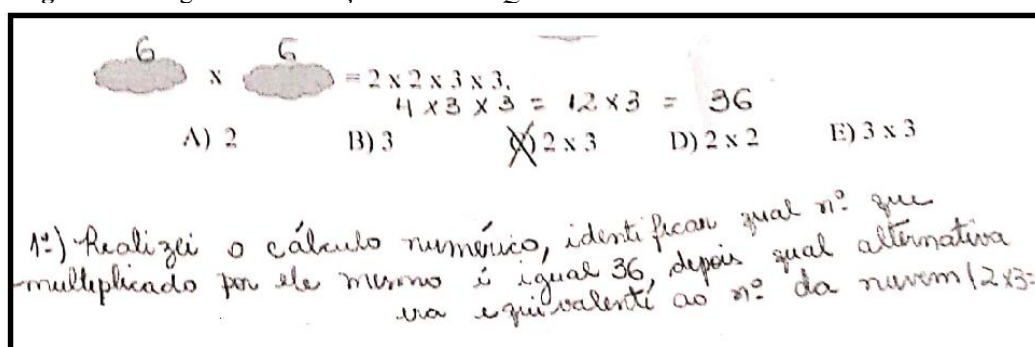 6 6
x = 2 x 2 x 3 x 3.
4 x 3 x 3 = 12 x 3 = 36
A) 2 B) 3 C) 2 x 3 D) 2 x 2 E) 3 x 3
1º) Realizei o cálculo numérico, identificar qual nº que
multiplicado por ele mesmo é igual 36, depois qual alternativa
era equivalente ao nº da nuvem (2x3=